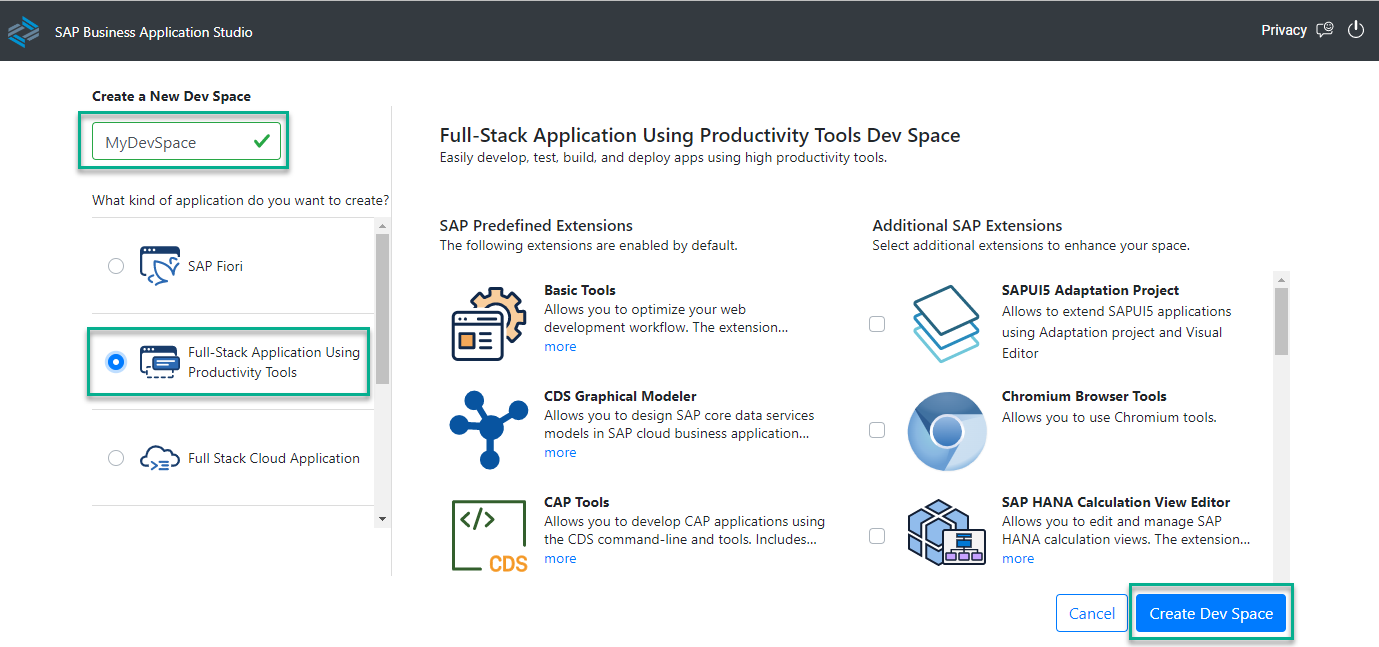 SAP Business Application Studio
Privacy
Create a New Dev Space
MyDevSpace
What kind of application do you want to create?
SAP Fiori
Full-Stack Application Using
Productivity Tools
Full Stack Cloud Application
Full-Stack Application Using Productivity Tools Dev Space
Easily develop, test, build, and deploy apps using high productivity tools.
SAP Predefined Extensions
The following extensions are enabled by default.
Basic Tools
Allows you to optimize your web
development workflow. The extension...
more
CDS Graphical Modeler
Allows you to design SAP core data services
models in SAP cloud business application...
more
</>
CDS
CAP Tools
Allows you to develop CAP applications using
the CDS command-line and tools. Includes...
more
Additional SAP Extensions
Select additional extensions to enhance your space.
SAPUI5 Adaptation Project
Allows to extend SAPUI5 applications
using Adaptation project and Visual
Editor
Chromium Browser Tools
Allows you to use Chromium tools.
SAP HANA Calculation View Editor
Allows you to edit and manage SAP
HANA calculation views. The extension...
more
Cancel
Create Dev Space